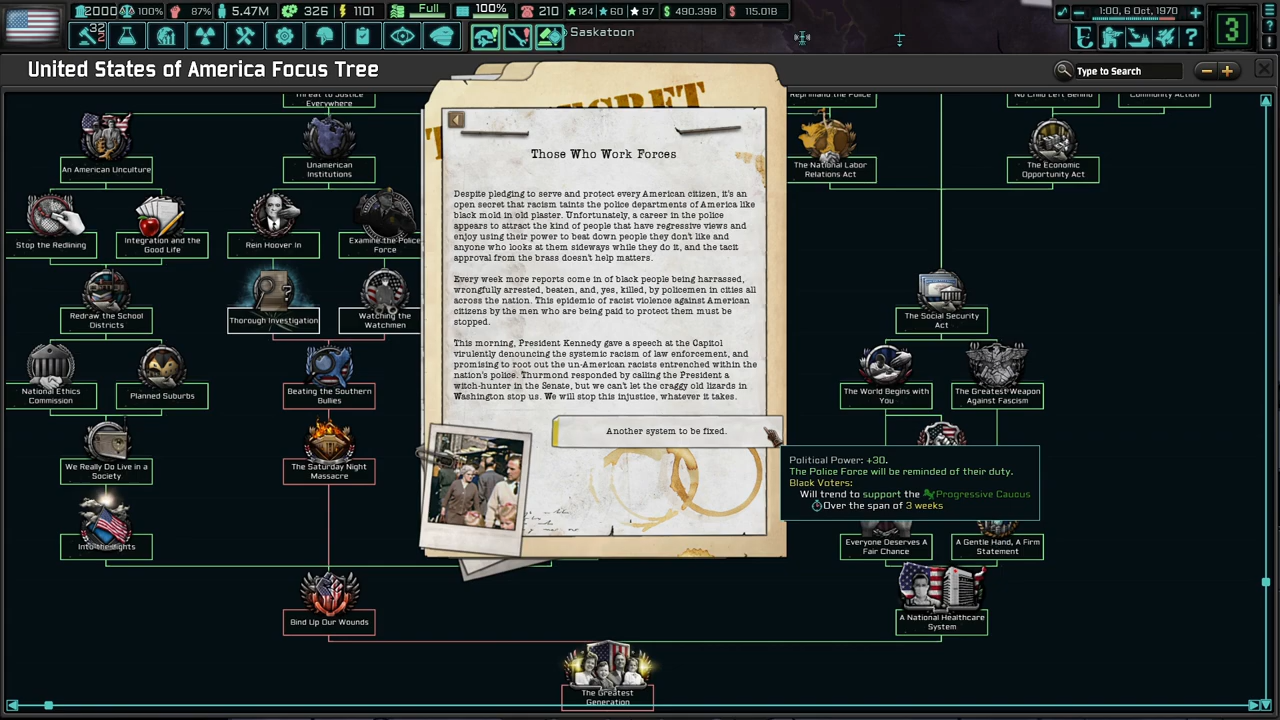 2000
100%
87%
5.47M
326
1101
Full
100%
210
124
60
97
490.39B
115.01B
1:00, 6 Oct, 1970
32
Saskatoon
3
United States of America Focus Tree
Type to Search
Threat to Justice
Everywhere
Reprimand the Police
No Child Left Behind
Community Action
SECRET
An American Unculture
Unamerican
Institutions
The National Labor
Relations Act
The Economic
Opportunity Act
Stop the Redlining
Integration and the
Good Life
Rein Hoover In
Examine the Police
Force
Redraw the School
Districts
Thorough Investigation
Watching the
Watchmen
The Social Security
Act
National Ethics
Commission
Planned Suburbs
Beating the Southern
Bullies
The World Begins with
You
The Greatest Weapon
Against Fascism
We Really Do Live in a
Society
The Saturday Night
Massacre
Into the Lights
Everyone Deserves A
Fair Chance
A Gentle Hand, A Firm
Statement
Bind Up Our Wounds
A National Healthcare
System
The Greatest
Generation
Those Who Work Forces
Despite pledging to serve and protect every American citizen, it's an
open secret that racism taints the police departments of America like
black mold in old plaster. Unfortunately, a career in the police
appears to attract the kind of people that have regressive views and
enjoy using their power to beat down people they don't like and
anyone who looks at them sideways while they do it, and the tacit
approval from the brass doesn't help matters.
Every week more reports come in of black people being harrassed,
wrongfully arrested, beaten, and, yes, killed, by policemen in cities all
across the nation. This epidemic of racist violence against American
citizens by the men who are being paid to protect them must be
stopped.
This morning, President Kennedy gave a speech at the Capitol
virulently denouncing the systemic racism of law enforcement, and
promising to root out the un-American racists entrenched within the
nation's police. Thurmond responded by calling the President a
witch-hunter in the Senate, but we can't let the craggy old lizards in
Washington stop us. We will stop this injustice, whatever it takes.
Another system to be fixed.
Political Power: +30.
The Police Force will be reminded of their duty.
Black Voters:
Will trend to support the Progressive Caucus
Over the span of 3 weeks